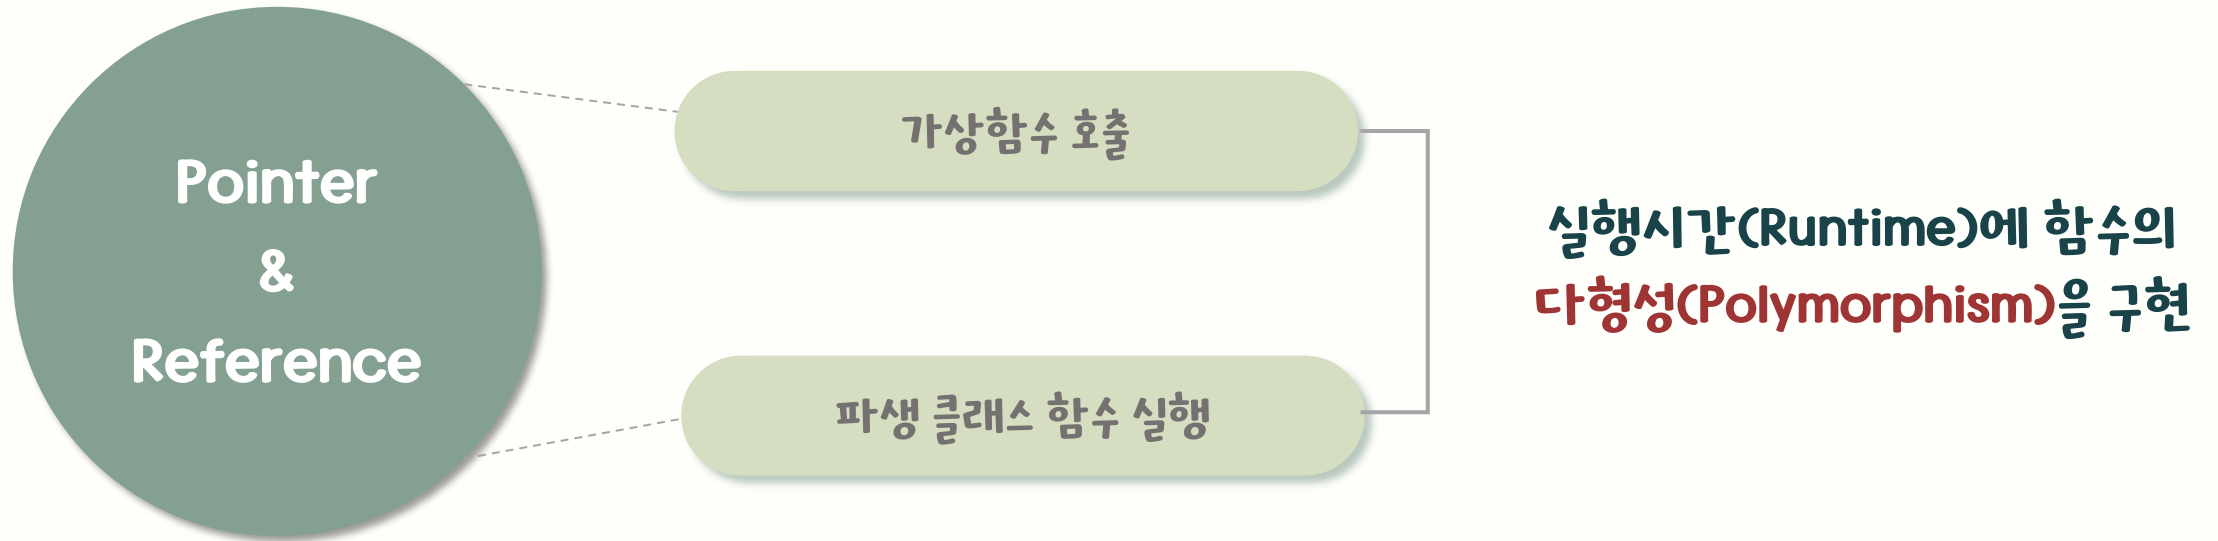 Pointer
&
Reference
가상함수 호출
파생 클래스 함수 실행
실행시간(Runtime)에 함수의
다형성(Polymorphism)을 구현